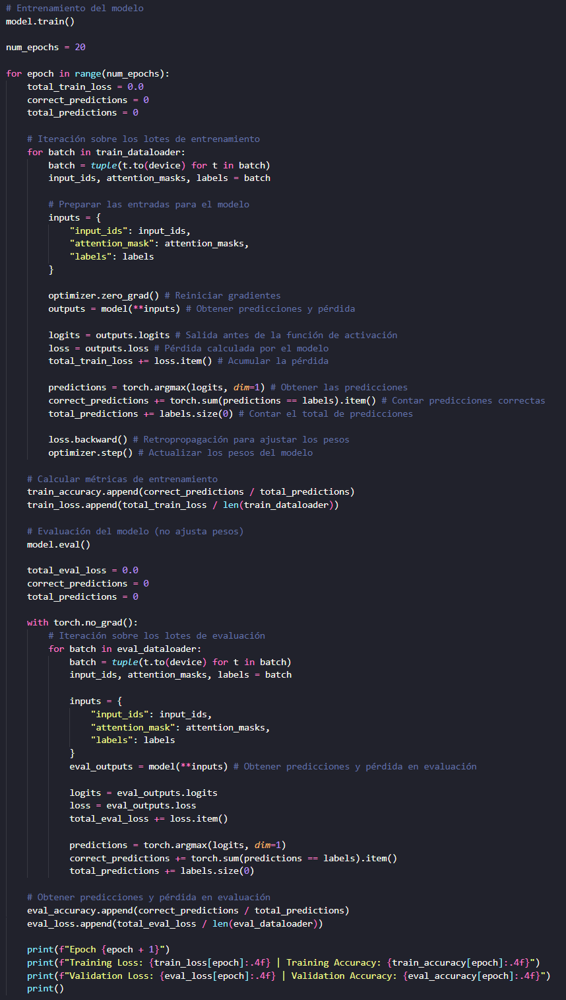 # Entrenamiento del modelo
model.train()

num_epochs = 20

for epoch in range(num_epochs):
    total_train_loss = 0.0
    correct_predictions = 0
    total_predictions = 0

    # Iteración sobre los lotes de entrenamiento
    for batch in train_dataloader:
        batch = tuple(t.to(device) for t in batch)
        input_ids, attention_masks, labels = batch

        # Preparar las entradas para el modelo
        inputs = {
            "input_ids": input_ids,
            "attention_mask": attention_masks,
            "labels": labels
        }

        optimizer.zero_grad() # Reiniciar gradientes
        outputs = model(**inputs) # Obtener predicciones y pérdida

        logits = outputs.logits # Salida antes de la función de activación
        loss = outputs.loss # Pérdida calculada por el modelo
        total_train_loss += loss.item() # Acumular la pérdida

        predictions = torch.argmax(logits, dim=1) # Obtener las predicciones
        correct_predictions += torch.sum(predictions == labels).item() # Contar predicciones correctas
        total_predictions += labels.size(0) # Contar el total de predicciones

        loss.backward() # Retropropagación para ajustar los pesos
        optimizer.step() # Actualizar los pesos del modelo

    # Calcular métricas de entrenamiento
    train_accuracy.append(correct_predictions / total_predictions)
    train_loss.append(total_train_loss / len(train_dataloader))

    # Evaluación del modelo (no ajusta pesos)
    model.eval()

    total_eval_loss = 0.0
    correct_predictions = 0
    total_predictions = 0

    with torch.no_grad():
        # Iteración sobre los lotes de evaluación
        for batch in eval_dataloader:
            batch = tuple(t.to(device) for t in batch)
            input_ids, attention_masks, labels = batch

            inputs = {
                "input_ids": input_ids,
                "attention_mask": attention_masks,
                "labels": labels
            }
            eval_outputs = model(**inputs) # Obtener predicciones y pérdida en evaluación

            logits = eval_outputs.logits
            loss = eval_outputs.loss
            total_eval_loss += loss.item()

            predictions = torch.argmax(logits, dim=1)
            correct_predictions += torch.sum(predictions == labels).item()
            total_predictions += labels.size(0)

    # Obtener predicciones y pérdida en evaluación
    eval_accuracy.append(correct_predictions / total_predictions)
    eval_loss.append(total_eval_loss / len(eval_dataloader))

    print(f"Epoch {epoch + 1}")
    print(f"Training Loss: {train_loss[epoch]:.4f} | Training Accuracy: {train_accuracy[epoch]:.4f}")
    print(f"Validation Loss: {eval_loss[epoch]:.4f} | Validation Accuracy: {eval_accuracy[epoch]:.4f}")
    print()